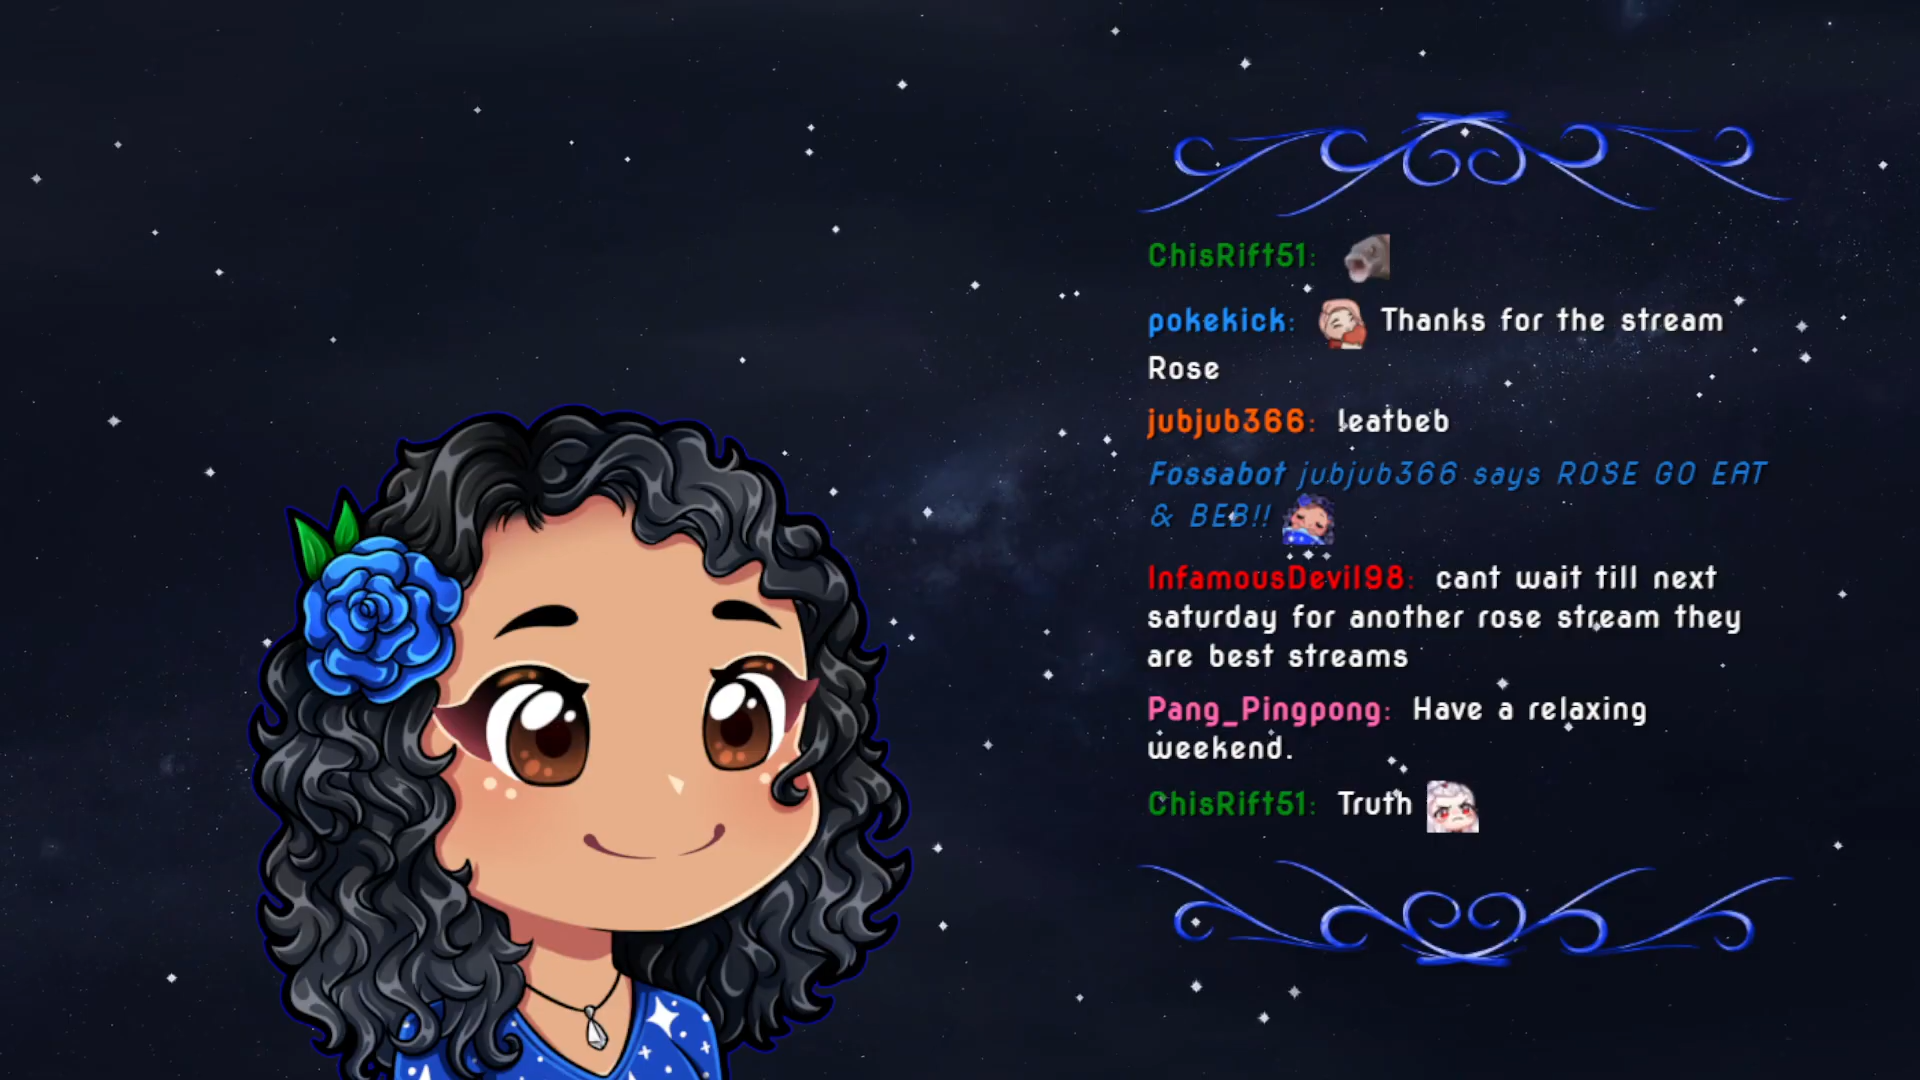 ChisRift51:
pokekick: Thanks for the stream
Rose
jubjub366: !eatbeb
Fossabot jubjub366 says ROSE GO EAT
& BEB!!
InfamousDevil98: cant wait till next
saturday for another rose stream they
are best streams
Pang_Pingpong: Have a relaxing
weekend.
ChisRift51: Truth